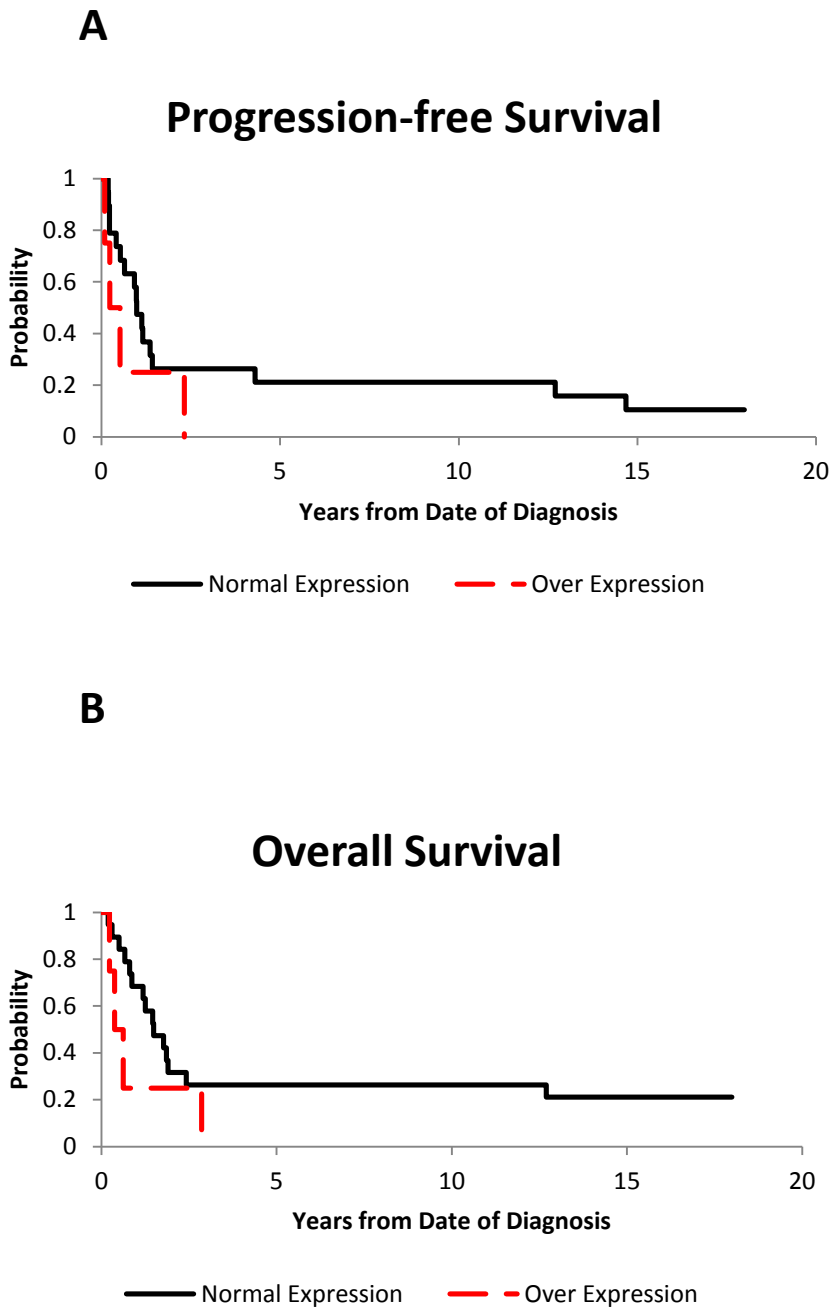 A
Progression-free Survival
1
0.8
0.6
0.4
0.2
0
Probability
0 5 10 15 20
Years from Date of Diagnosis
Normal Expression Over Expression
B
Overall Survival
1
0.8
0.6
0.4
0.2
0
Probability
0 5 10 15 20
Years from Date of Diagnosis
Normal Expression Over Expression